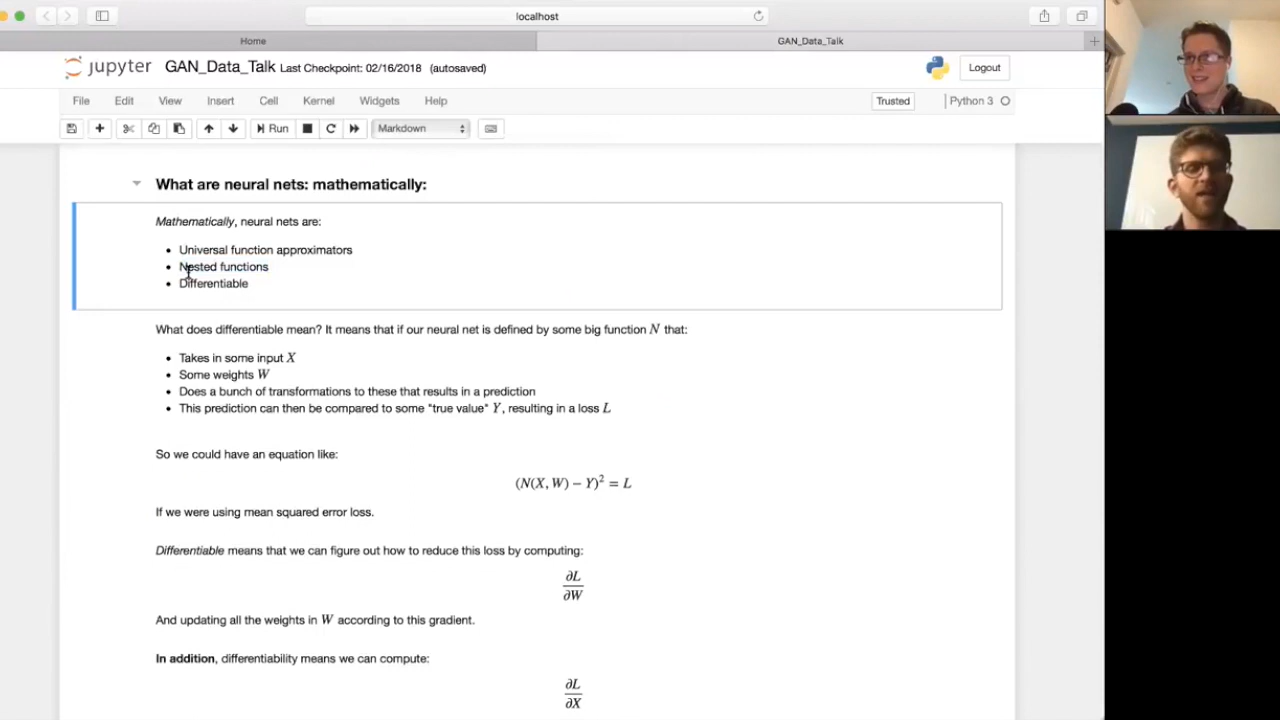 localhost
Home
GAN_Data_Talk
jupyter GAN_Data_Talk Last Checkpoint: 02/16/2018 (autosaved)
Logout
File Edit View Insert Cell Kernel Widgets Help
Trusted
Python 3
Run
Markdown
What are neural nets: mathematically:
Mathematically, neural nets are:
• Universal function approximators
• Nested functions
• Differentiable
What does differentiable mean? It means that if our neural net is defined by some big function N that:
• Takes in some input X
• Some weights W
• Does a bunch of transformations to these that results in a prediction
• This prediction can then be compared to some "true value" Y, resulting in a loss L
So we could have an equation like:
(N(X, W) − Y)² = L
If we were using mean squared error loss.
Differentiable means that we can figure out how to reduce this loss by computing:
∂L
∂W
And updating all the weights in W according to this gradient.
In addition, differentiability means we can compute:
∂L
∂X